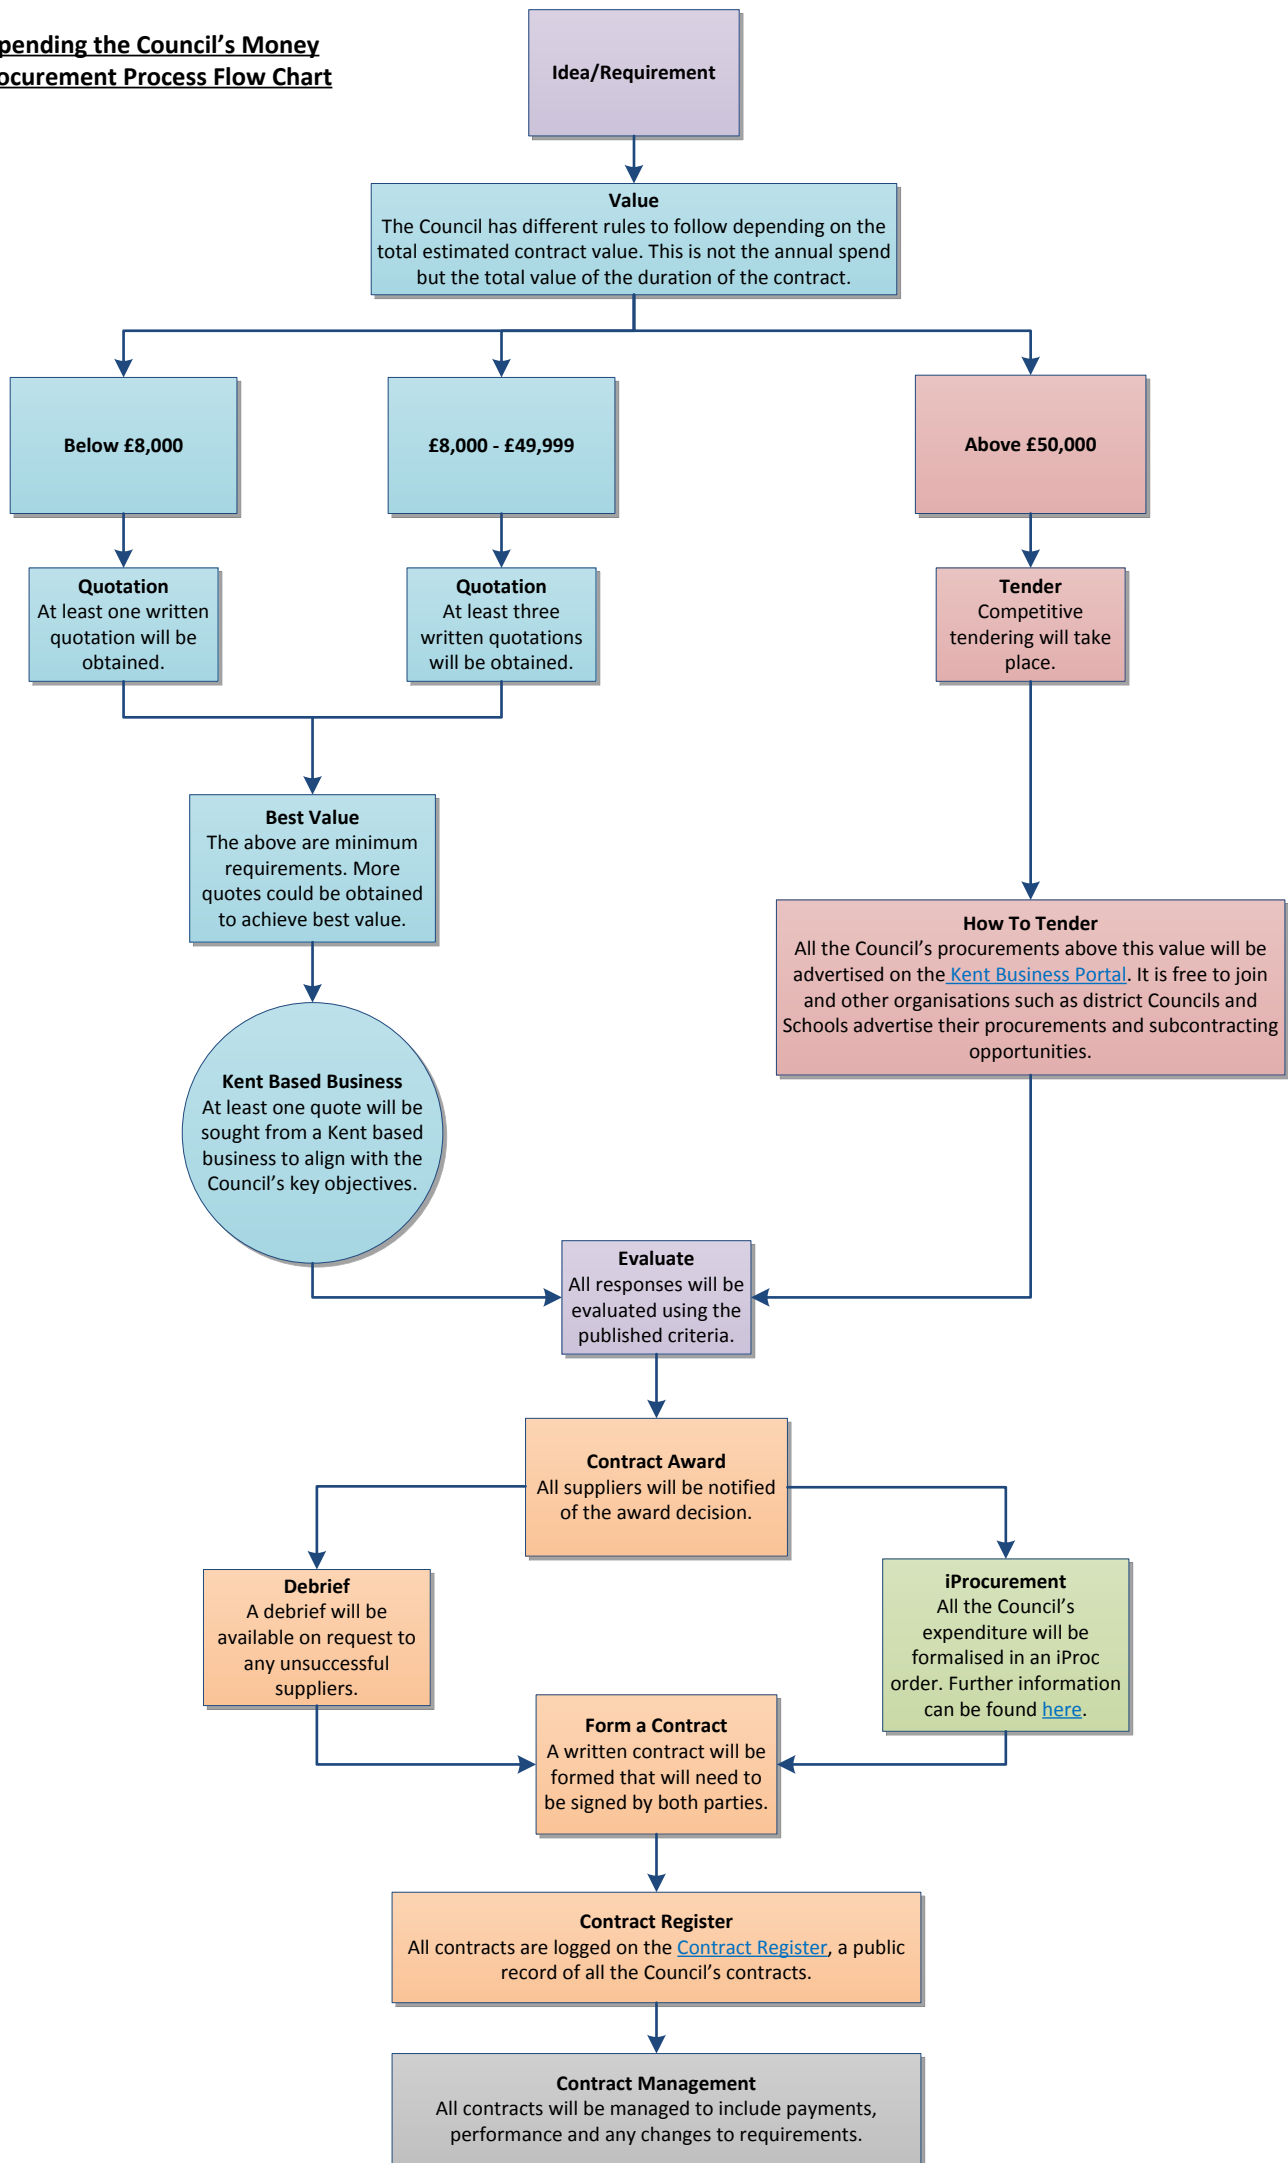 pending the Council's Money
ocurement Process Flow Chart
Idea/Requirement
Value
The Council has different rules to follow depending on the
total estimated contract value. This is not the annual spend
but the total value of the duration of the contract.
Below £8,000
£8,000 - £49,999
Above £50,000
Quotation
At least one written
quotation will be
obtained.
Quotation
At least three
written quotations
will be obtained.
Tender
Competitive
tendering will take
place.
Best Value
The above are minimum
requirements. More
quotes could be obtained
to achieve best value.
How To Tender
All the Council's procurements above this value will be
advertised on the Kent Business Portal. It is free to join
and other organisations such as district Councils and
Schools advertise their procurements and subcontracting
opportunities.
Kent Based Business
At least one quote will be
sought from a Kent based
business to align with the
Council's key objectives.
Evaluate
All responses will be
evaluated using the
published criteria.
Contract Award
All suppliers will be notified
of the award decision.
Debrief
A debrief will be
available on request to
any unsuccessful
suppliers.
iProcurement
All the Council's
expenditure will be
formalised in an iProc
order. Further information
can be found here.
Form a Contract
A written contract will be
formed that will need to
be signed by both parties.
Contract Register
All contracts are logged on the Contract Register, a public
record of all the Council's contracts.
Contract Management
All contracts will be managed to include payments,
performance and any changes to requirements.